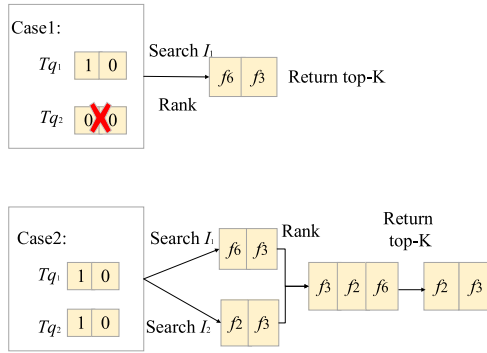 Case1:
Tq1 1 0
Tq2 0 0
Search I1
Rank
f6 f3
Return top-K
Case2:
Tq1 1 0
Tq2 1 0
Search I1
Search I2
f6 f3
f2 f3
Rank
f3 f2 f6
Return
top-K
f2 f3